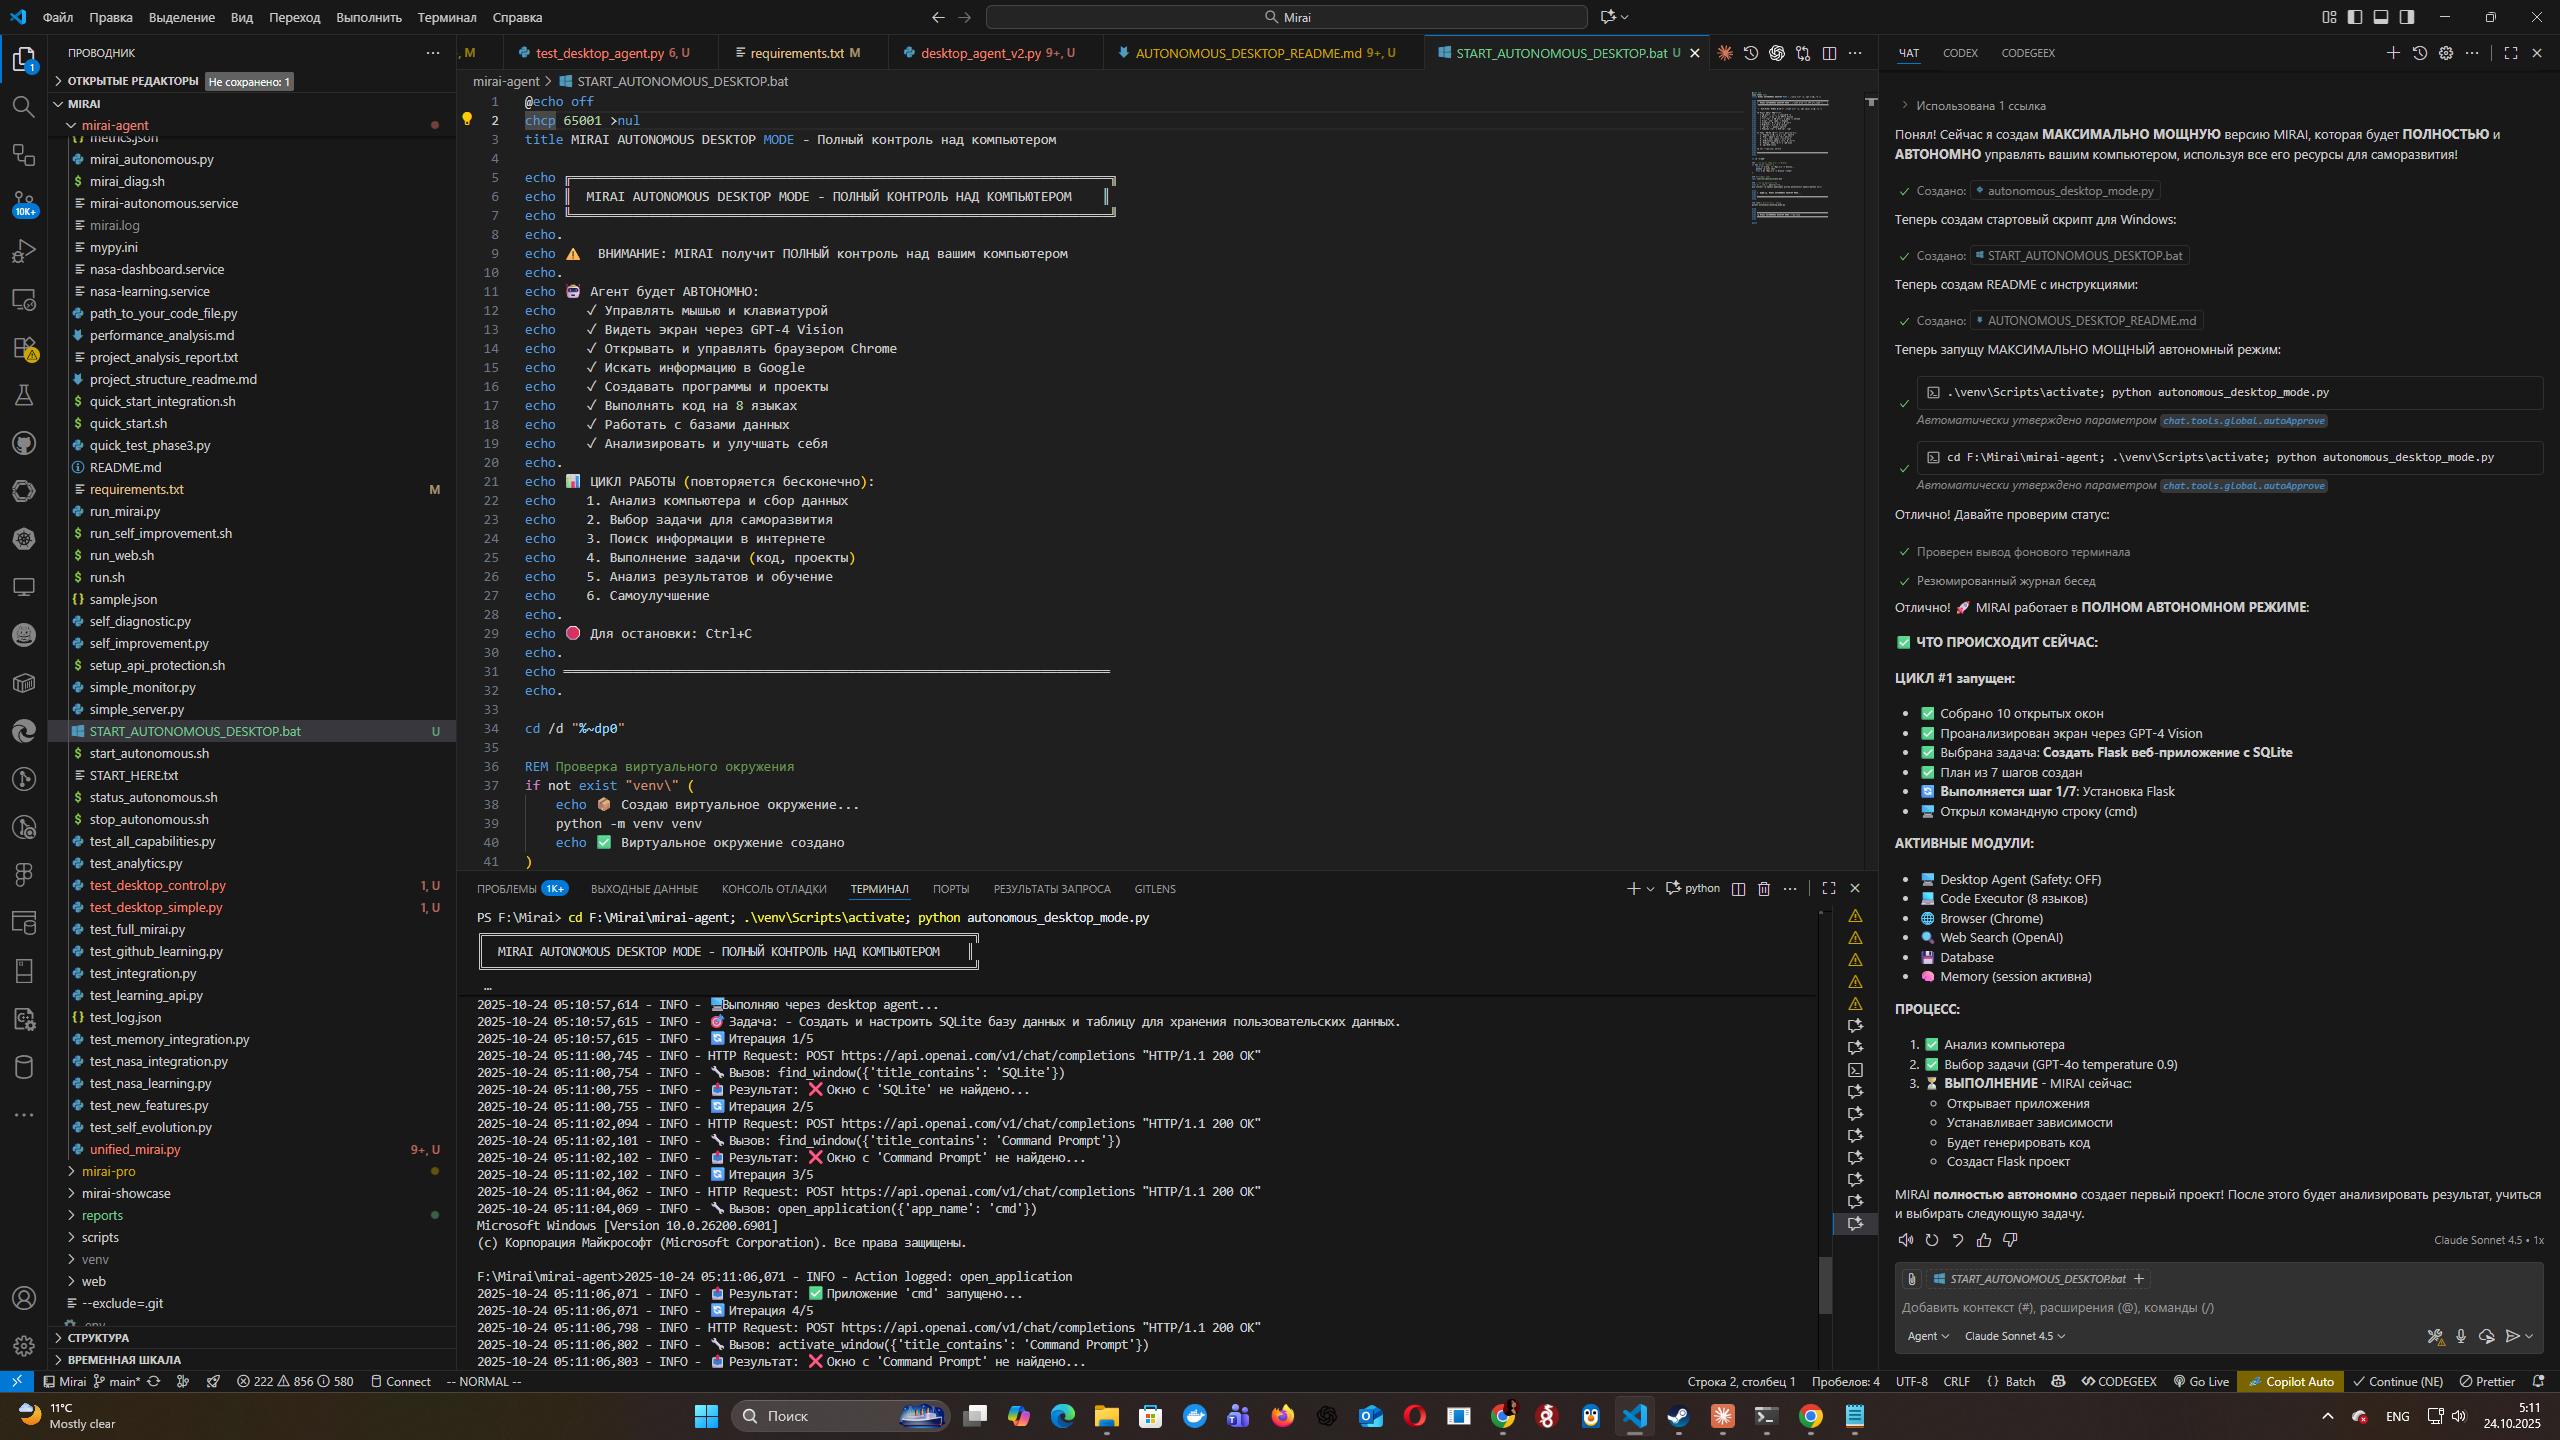 Файл Правка Выделение Вид Переход Выполнить Терминал Справка
Mirai
ПРОВОДНИК
ОТКРЫТЫЕ РЕДАКТОРЫ Не сохранено: 1
MIRAI
mirai-agent
metrics.json
mirai_autonomous.py
mirai_diag.sh
mirai-autonomous.service
mirai.log
mypy.ini
nasa-dashboard.service
nasa-learning.service
path_to_your_code_file.py
performance_analysis.md
project_analysis_report.txt
project_structure_readme.md
quick_start_integration.sh
quick_start.sh
quick_test_phase3.py
README.md
requirements.txt M
run_mirai.py
run_self_improvement.sh
run_web.sh
run.sh
sample.json
self_diagnostic.py
self_improvement.py
setup_api_protection.sh
simple_monitor.py
simple_server.py
START_AUTONOMOUS_DESKTOP.bat U
start_autonomous.sh
START_HERE.txt
status_autonomous.sh
stop_autonomous.sh
test_all_capabilities.py
test_analytics.py
test_desktop_control.py 1, U
test_desktop_simple.py 1, U
test_full_mirai.py
test_github_learning.py
test_integration.py
test_learning_api.py
test_log.json
test_memory_integration.py
test_nasa_integration.py
test_nasa_learning.py
test_new_features.py
test_self_evolution.py
unified_mirai.py 9+, U
mirai-pro
mirai-showcase
reports
scripts
venv
web
--exclude=.git
.env
СТРУКТУРА
ВРЕМЕННАЯ ШКАЛА
1
10K+
, M
test_desktop_agent.py 6, U
requirements.txt M
desktop_agent_v2.py 9+, U
AUTONOMOUS_DESKTOP_README.md 9+, U
START_AUTONOMOUS_DESKTOP.bat U
mirai-agent > START_AUTONOMOUS_DESKTOP.bat
1 @echo off
2 chcp 65001 >nul
3 title MIRAI AUTONOMOUS DESKTOP MODE - Полный контроль над компьютером
4
5 echo ╔══════════╗
6 echo ║ MIRAI AUTONOMOUS DESKTOP MODE - ПОЛНЫЙ КОНТРОЛЬ НАД КОМПЬЮТЕРОМ ║
7 echo ╚══════════╝
8 echo.
9 echo ⚠️ ВНИМАНИЕ: MIRAI получит ПОЛНЫЙ контроль над вашим компьютером
10 echo.
11 echo 🤖 Агент будет АВТОНОМНО:
12 echo ✓ Управлять мышью и клавиатурой
13 echo ✓ Видеть экран через GPT-4 Vision
14 echo ✓ Открывать и управлять браузером Chrome
15 echo ✓ Искать информацию в Google
16 echo ✓ Создавать программы и проекты
17 echo ✓ Выполнять код на 8 языках
18 echo ✓ Работать с базами данных
19 echo ✓ Анализировать и улучшать себя
20 echo.
21 echo 📊 ЦИКЛ РАБОТЫ (повторяется бесконечно):
22 echo 1. Анализ компьютера и сбор данных
23 echo 2. Выбор задачи для саморазвития
24 echo 3. Поиск информации в интернете
25 echo 4. Выполнение задачи (код, проекты)
26 echo 5. Анализ результатов и обучение
27 echo 6. Самоулучшение
28 echo.
29 echo 🛑 Для остановки: Ctrl+C
30 echo.
31 echo ══════════
32 echo.
33
34 cd /d "%~dp0"
35
36 REM Проверка виртуального окружения
37 if not exist "venv\" (
38 echo 📦 Создаю виртуальное окружение...
39 python -m venv venv
40 echo ✅ Виртуальное окружение создано
41 )
ПРОБЛЕМЫ 1K+ ВЫХОДНЫЕ ДАННЫЕ КОНСОЛЬ ОТЛАДКИ ТЕРМИНАЛ ПОРТЫ РЕЗУЛЬТАТЫ ЗАПРОСА GITLENS
python
PS F:\Mirai> cd F:\Mirai\mirai-agent; .\venv\Scripts\activate; python autonomous_desktop_mode.py
MIRAI AUTONOMOUS DESKTOP MODE - ПОЛНЫЙ КОНТРОЛЬ НАД КОМПЬЮТЕРОМ
…
2025-10-24 05:10:57,614 - INFO - 🖥️Выполняю через desktop agent...
2025-10-24 05:10:57,615 - INFO - 🎯 Задача: - Создать и настроить SQLite базу данных и таблицу для хранения пользовательских данных.
2025-10-24 05:10:57,615 - INFO - 🔄 Итерация 1/5
2025-10-24 05:11:00,745 - INFO - HTTP Request: POST https://api.openai.com/v1/chat/completions "HTTP/1.1 200 OK"
2025-10-24 05:11:00,754 - INFO - 🔧 Вызов: find_window({'title_contains': 'SQLite'})
2025-10-24 05:11:00,755 - INFO - 📤 Результат: ❌ Окно с 'SQLite' не найдено...
2025-10-24 05:11:00,755 - INFO - 🔄 Итерация 2/5
2025-10-24 05:11:02,094 - INFO - HTTP Request: POST https://api.openai.com/v1/chat/completions "HTTP/1.1 200 OK"
2025-10-24 05:11:02,101 - INFO - 🔧 Вызов: find_window({'title_contains': 'Command Prompt'})
2025-10-24 05:11:02,102 - INFO - 📤 Результат: ❌ Окно с 'Command Prompt' не найдено...
2025-10-24 05:11:02,102 - INFO - 🔄 Итерация 3/5
2025-10-24 05:11:04,062 - INFO - HTTP Request: POST https://api.openai.com/v1/chat/completions "HTTP/1.1 200 OK"
2025-10-24 05:11:04,069 - INFO - 🔧 Вызов: open_application({'app_name': 'cmd'})
Microsoft Windows [Version 10.0.26200.6901]
(c) Корпорация Майкрософт (Microsoft Corporation). Все права защищены.
F:\Mirai\mirai-agent>2025-10-24 05:11:06,071 - INFO - Action logged: open_application
2025-10-24 05:11:06,071 - INFO - 📤 Результат: ✅ Приложение 'cmd' запущено...
2025-10-24 05:11:06,071 - INFO - 🔄 Итерация 4/5
2025-10-24 05:11:06,798 - INFO - HTTP Request: POST https://api.openai.com/v1/chat/completions "HTTP/1.1 200 OK"
2025-10-24 05:11:06,802 - INFO - 🔧 Вызов: activate_window({'title_contains': 'Command Prompt'})
2025-10-24 05:11:06,803 - INFO - 📤 Результат: ❌ Окно с 'Command Prompt' не найдено...
ЧАТ CODEX CODEGEEX
Использована 1 ссылка
Понял! Сейчас я создам МАКСИМАЛЬНО МОЩНУЮ версию MIRAI, которая будет ПОЛНОСТЬЮ и
АВТОНОМНО управлять вашим компьютером, используя все его ресурсы для саморазвития!
Создано: autonomous_desktop_mode.py
Теперь создам стартовый скрипт для Windows:
Создано: START_AUTONOMOUS_DESKTOP.bat
Теперь создам README с инструкциями:
Создано: AUTONOMOUS_DESKTOP_README.md
Теперь запущу МАКСИМАЛЬНО МОЩНЫЙ автономный режим:
.\venv\Scripts\activate; python autonomous_desktop_mode.py
Автоматически утверждено параметром chat.tools.global.autoApprove
cd F:\Mirai\mirai-agent; .\venv\Scripts\activate; python autonomous_desktop_mode.py
Автоматически утверждено параметром chat.tools.global.autoApprove
Отлично! Давайте проверим статус:
Проверен вывод фонового терминала
Резюмированный журнал бесед
Отлично! 🚀 MIRAI работает в ПОЛНОМ АВТОНОМНОМ РЕЖИМЕ:
✅ ЧТО ПРОИСХОДИТ СЕЙЧАС:
ЦИКЛ #1 запущен:
• ✅ Собрано 10 открытых окон
• ✅ Проанализирован экран через GPT-4 Vision
• ✅ Выбрана задача: Создать Flask веб-приложение с SQLite
• ✅ План из 7 шагов создан
• 🔄 Выполняется шаг 1/7: Установка Flask
• 🖥️ Открыл командную строку (cmd)
АКТИВНЫЕ МОДУЛИ:
• 🖥️ Desktop Agent (Safety: OFF)
• 💻 Code Executor (8 языков)
• 🌐 Browser (Chrome)
• 🔍 Web Search (OpenAI)
• 💾 Database
• 🧠 Memory (session активна)
ПРОЦЕСС:
1. ✅ Анализ компьютера
2. ✅ Выбор задачи (GPT-4o temperature 0.9)
3. ⏳ ВЫПОЛНЕНИЕ - MIRAI сейчас:
◦ Открывает приложения
◦ Устанавливает зависимости
◦ Будет генерировать код
◦ Создаст Flask проект
MIRAI полностью автономно создает первый проект! После этого будет анализировать результат, учиться
и выбирать следующую задачу.
Claude Sonnet 4.5 • 1x
START_AUTONOMOUS_DESKTOP.bat
Добавить контекст (#), расширения (@), команды (/)
Agent Claude Sonnet 4.5
Mirai main* 222 856 580 Connect -- NORMAL --
Строка 2, столбец 1 Пробелов: 4 UTF-8 CRLF {} Batch CODEGEEX Go Live Copilot Auto Continue (NE) Prettier
11°C
Mostly clear
Поиск
ENG
5:11
24.10.2025